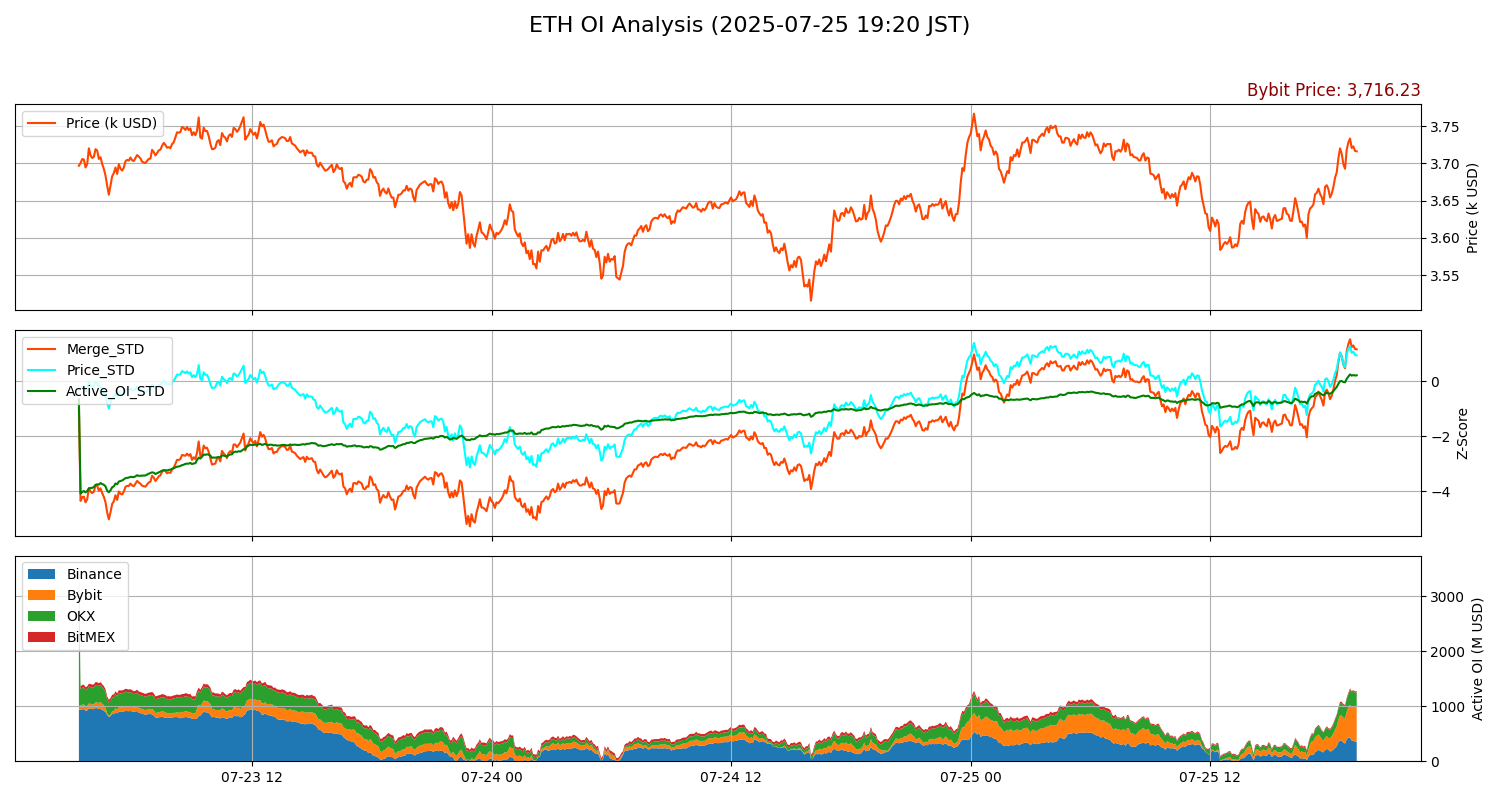 ETH OI Analysis (2025-07-25 19:20 JST)
Bybit Price: 3,716.23
Price (k USD)
3.75
3.70
3.65
3.60
3.55
Price (k USD)
Merge_STD
Price_STD
Active_OI_STD
0
−2
−4
Z-Score
Binance
Bybit
OKX
BitMEX
3000
2000
1000
0
Active OI (M USD)
07-23 12
07-24 00
07-24 12
07-25 00
07-25 12